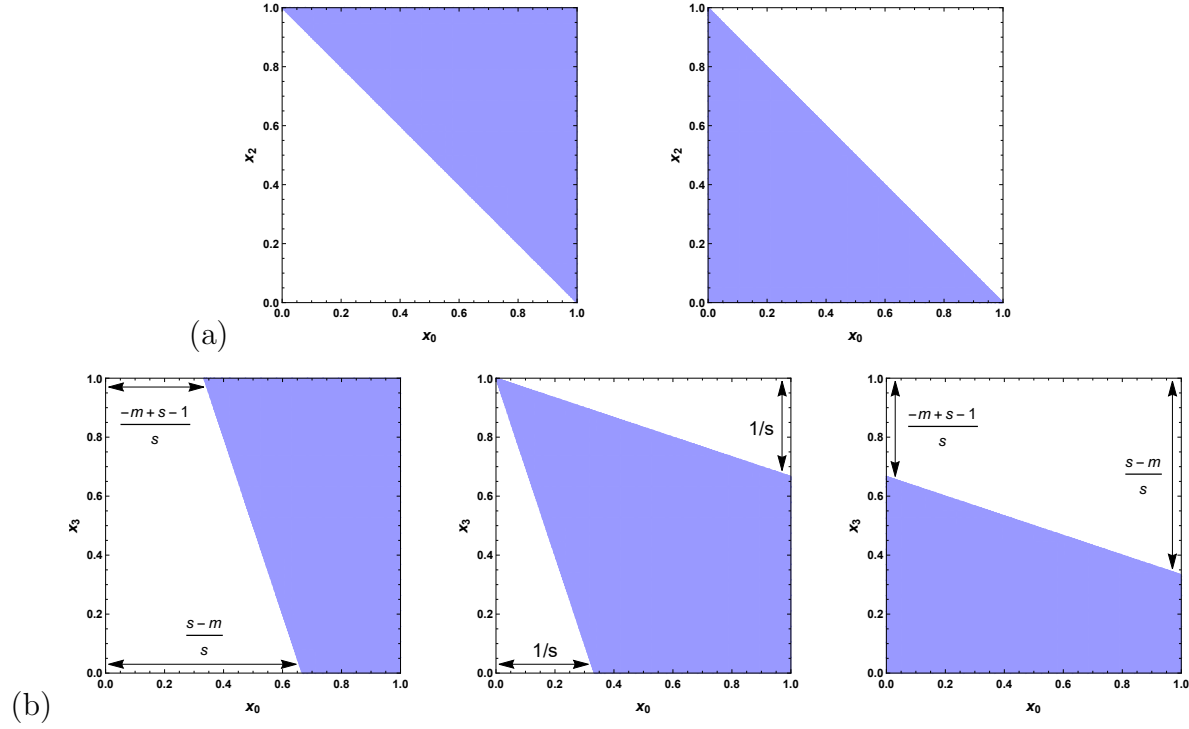 1.0 1.0
0.8 0.8
0.6 0.6
x2 x2
0.4 0.4
0.2 0.2
0.0 0.0
0.0 0.2 0.4 0.6 0.8 1.0 0.0 0.2 0.4 0.6 0.8 1.0
(a) x0 x0
1.0 1.0 1.0
−m + s − 1 −m + s − 1
s s
0.8 1/s 0.8 0.8
s − m
s
0.6 0.6 0.6
x3 x3 x3
0.4 0.4 0.4
0.2 0.2 0.2
s − m
s
1/s
0.0 0.0 0.0
0.0 0.2 0.4 0.6 0.8 1.0 0.0 0.2 0.4 0.6 0.8 1.0 0.0 0.2 0.4 0.6 0.8 1.0
(b) x0 x0 x0